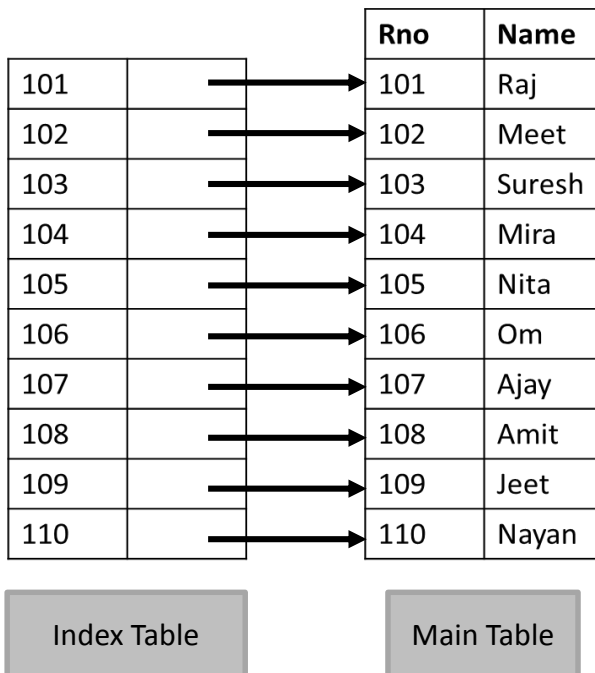 Rno Name
101 101 Raj
102 102 Meet
103 103 Suresh
104 104 Mira
105 105 Nita
106 106 Om
107 107 Ajay
108 108 Amit
109 109 Jeet
110 110 Nayan
Index Table Main Table